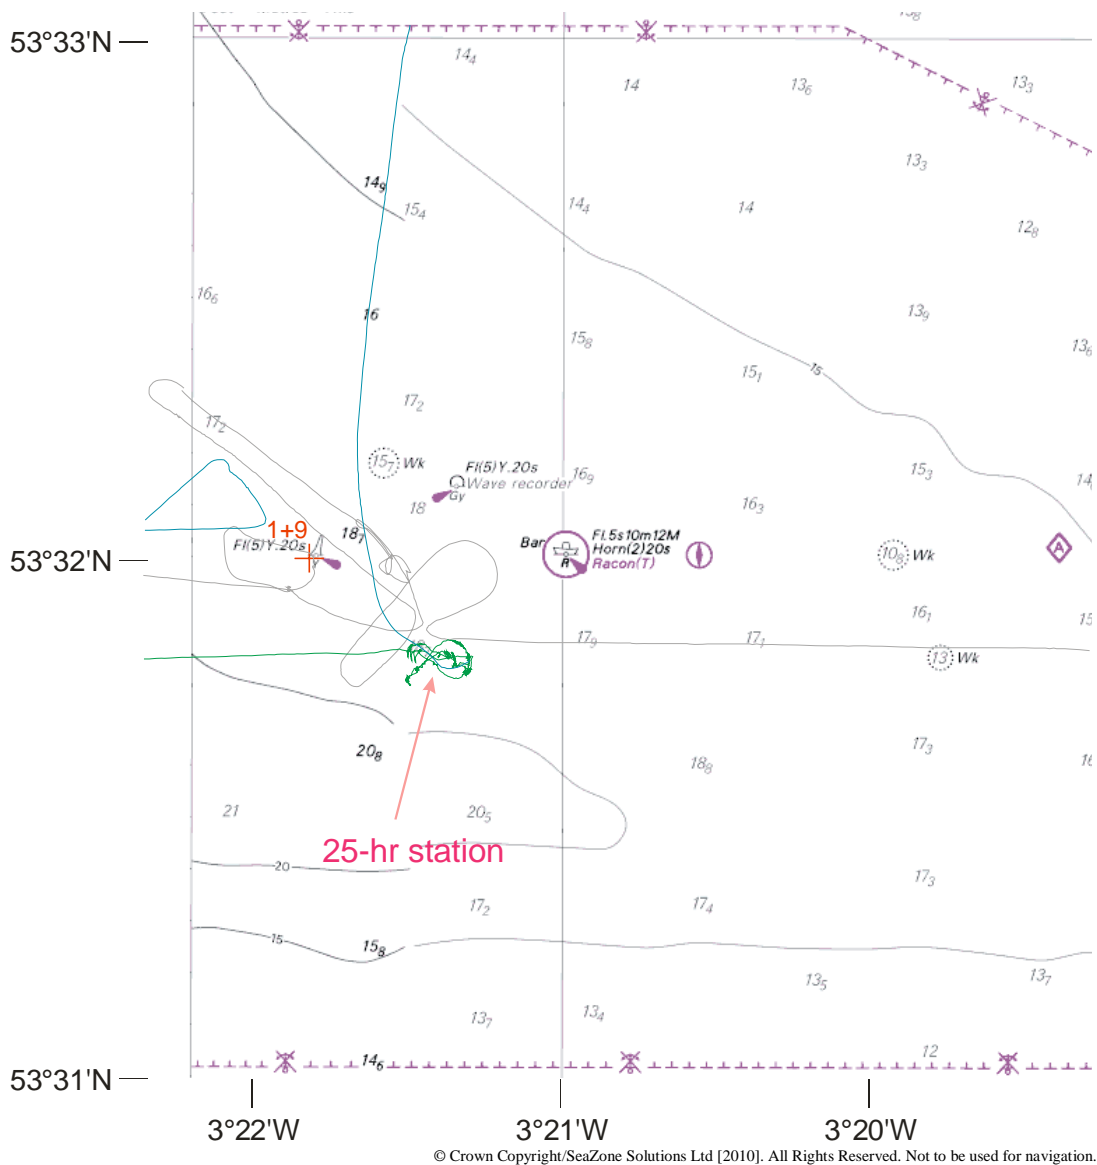 53°33'N
14₄
14
13₆
13₃
13₃
14₉
15₄
14₄
14
12₈
16₆
16
13₉
15₈
13₆
15₁
15
17₂
17₂
15₇ Wk
Fl(5)Y.20s
Wave recorder
Gy
16₉
15₃
18
16₃
1+9
18₇
Fl(5)Y.20s
Y
Bar
Fl.5s10m12M
Horn(2)20s
Racon(T)
R
10₈ Wk
A
53°32'N
16₁
17₉
17₁
13 Wk
20₈
17₃
18₈
21
20₅
25-hr station
20
17₃
17₂
17₄
15
15₈
13₅
13₇
13₇
13₄
12
14₆
53°31'N
3°22'W
3°21'W
3°20'W
© Crown Copyright/SeaZone Solutions Ltd [2010]. All Rights Reserved. Not to be used for navigation.